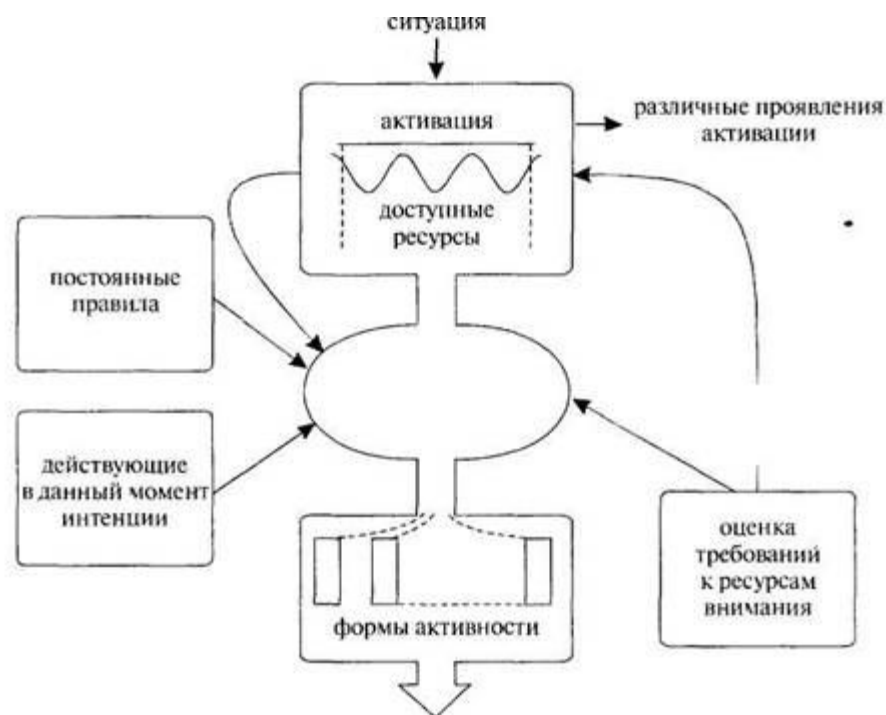 ситуация
активация
различные проявления
активации
доступные
ресурсы
постоянные
правила
действующие
в данный момент
интенции
оценка
требований
к ресурсам
внимания
формы активности